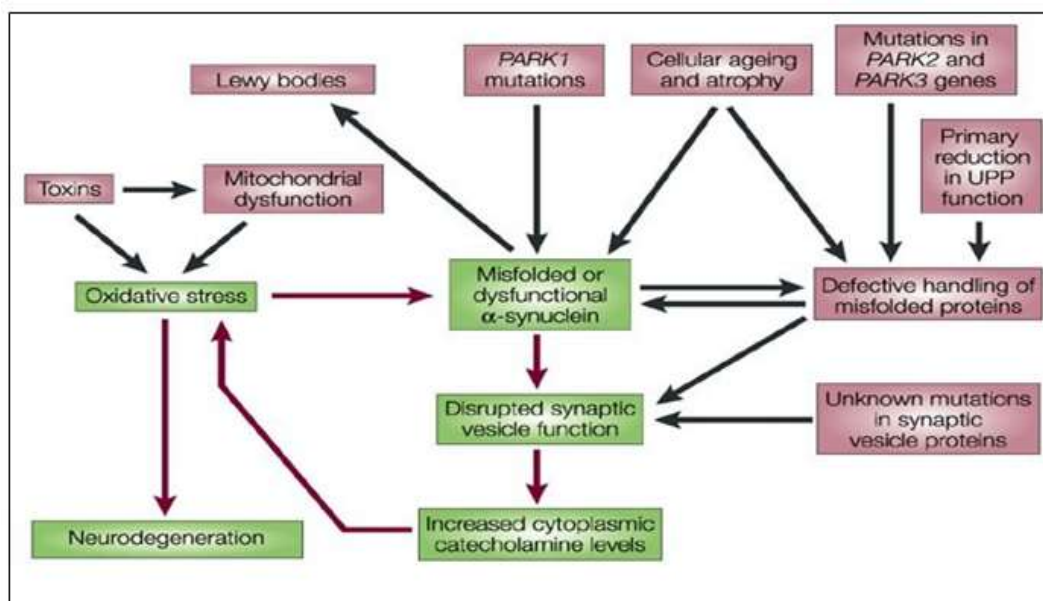 Lewy bodies
PARK1
mutations
Cellular ageing
and atrophy
Mutations in
PARK2 and
PARK3 genes
Primary
reduction
in UPP
function
Toxins
Mitochondrial
dysfunction
Oxidative stress
Misfolded or
dysfunctional
α-synuclein
Defective handling of
misfolded proteins
Disrupted synaptic
vesicle function
Unknown mutations
in synaptic
vesicle proteins
Neurodegeneration
Increased cytoplasmic
catecholamine levels